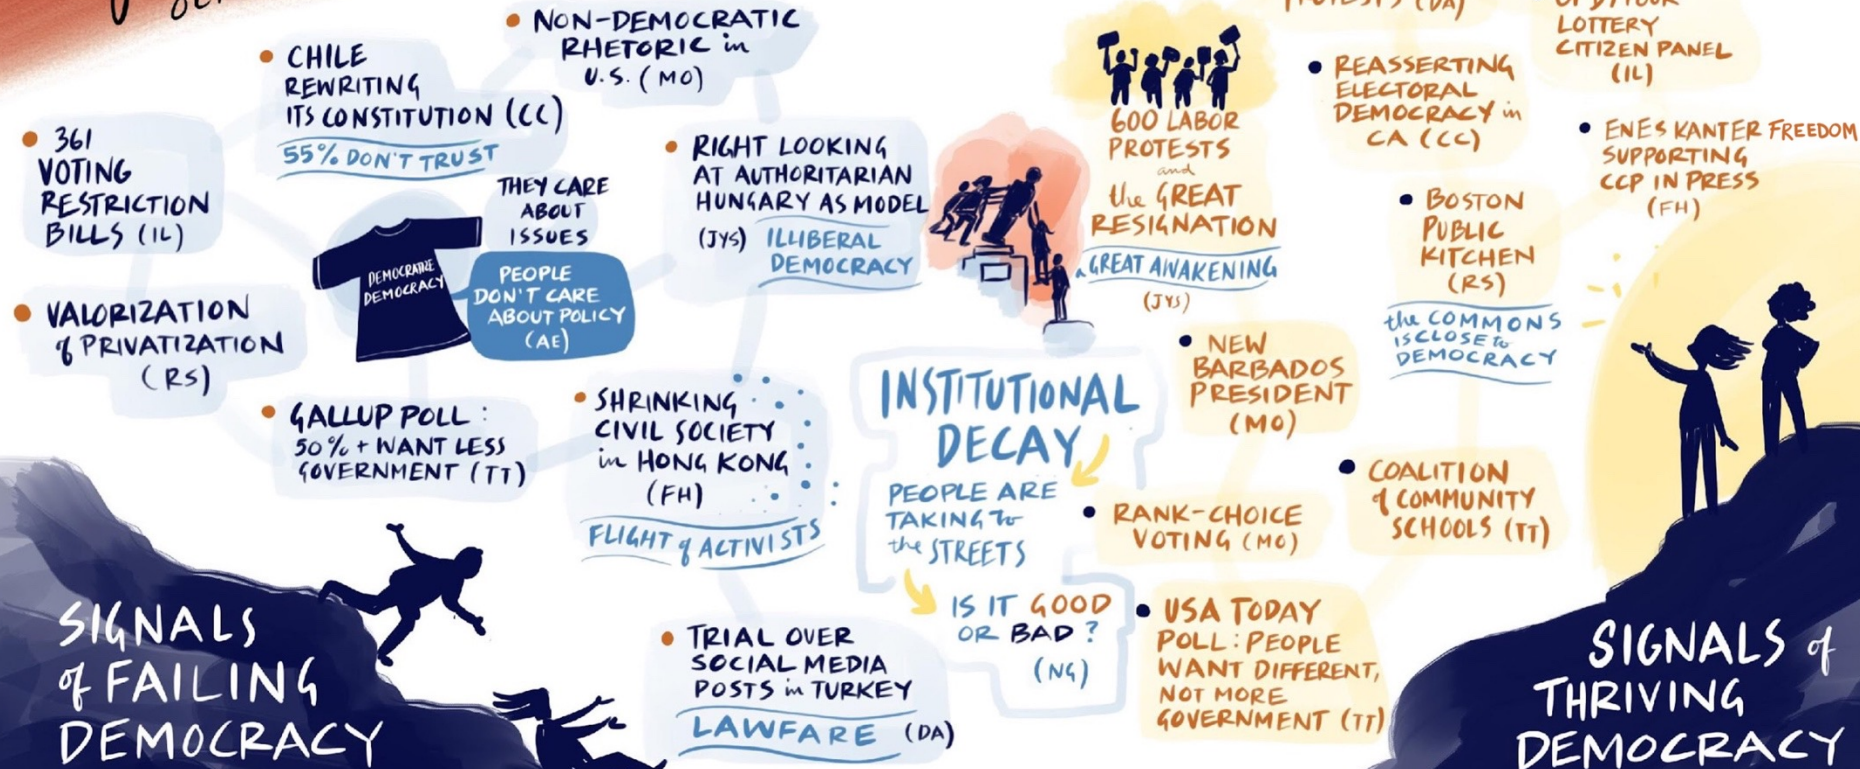 NON-DEMOCRATIC
RHETORIC in
U.S. (MO)
CHILE
REWRITING
ITS CONSTITUTION (CC)
55% DON'T TRUST
361
VOTING
RESTRICTION
BILLS (IL)
VALORIZATION
of PRIVATIZATION
(RS)
DEMOCRATIZE
DEMOCRACY
THEY CARE
ABOUT
ISSUES
PEOPLE
DON'T CARE
ABOUT POLICY
(AE)
GALLUP POLL:
50% + WANT LESS
GOVERNMENT (TT)
RIGHT LOOKING
AT AUTHORITARIAN
HUNGARY AS MODEL
(JYS) ILLIBERAL
DEMOCRACY
SHRINKING
CIVIL SOCIETY
in HONG KONG
(FH)
FLIGHT of ACTIVISTS
TRIAL OVER
SOCIAL MEDIA
POSTS in TURKEY
LAWFARE (DA)
SIGNALS
of FAILING
DEMOCRACY
INSTITUTIONAL
DECAY
PEOPLE ARE
TAKING to
the STREETS
IS IT GOOD
OR BAD?
(NG)
600 LABOR
PROTESTS
and
the GREAT
RESIGNATION
GREAT AWAKENING
(JYS)
PROTESTS (DA)
LOTTERY
CITIZEN PANEL
(IL)
REASSERTING
ELECTORAL
DEMOCRACY in
CA (CC)
ENES KANTER FREEDOM
SUPPORTING
CCP IN PRESS
(FH)
BOSTON
PUBLIC
KITCHEN
(RS)
the COMMONS
IS CLOSE to
DEMOCRACY
NEW
BARBADOS
PRESIDENT
(MO)
RANK-CHOICE
VOTING (MO)
COALITION
of COMMUNITY
SCHOOLS (TT)
USA TODAY
POLL: PEOPLE
WANT DIFFERENT,
NOT MORE
GOVERNMENT (TT)
SIGNALS of
THRIVING
DEMOCRACY